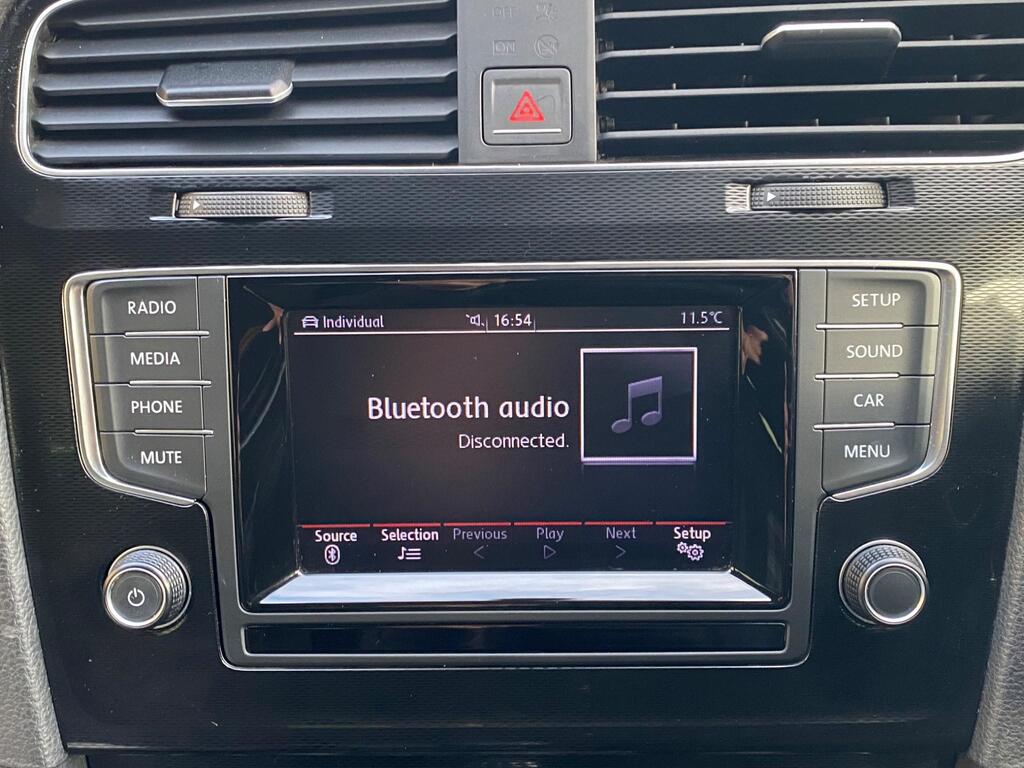 OFF
ON
RADIO
MEDIA
PHONE
MUTE
Individual
16:54
11.5°C
Bluetooth audio
Disconnected.
Source
Selection
Previous
Play
Next
Setup
SETUP
SOUND
CAR
MENU